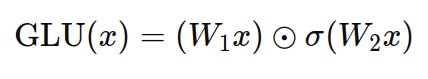 GLU(x) = (W₁x) ⊙ σ(W₂x)